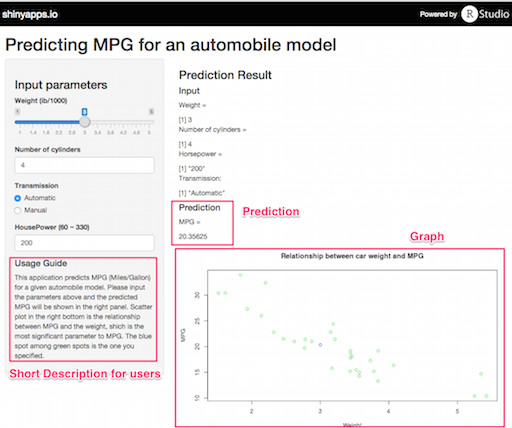 shinyapps.io
Powered by R Studio
Predicting MPG for an automobile model
Input parameters
Weight (lb/1000)
1 3 5
1 1.4 1.8 2.2 2.6 3 3.4 3.8 4.2 4.6 5
Number of cylinders
4
Transmission
Automatic
Manual
HousePower (60 ~ 330)
200
Usage Guide
This application predicts MPG (Miles/Gallon)
for a given automobile model. Please input
the parameters above and the predicted
MPG will be shown in the right panel. Scatter
plot in the right bottom is the relationship
between MPG and the weight, shich is the
most significant parameter to MPG. The blue
spot among green spots is the one you
specified.
Short Description for users
Prediction Result
Input
Weight =
[1] 3
Number of cylinders =
[1] 4
Horsepower =
[1] "200"
Transmission:
[1] "Automatic"
Prediction
MPG =
20.35625
Prediction
Graph
Relationship between car weight and MPG
MPG
30
25
20
15
10
2 3 4 5
Weight